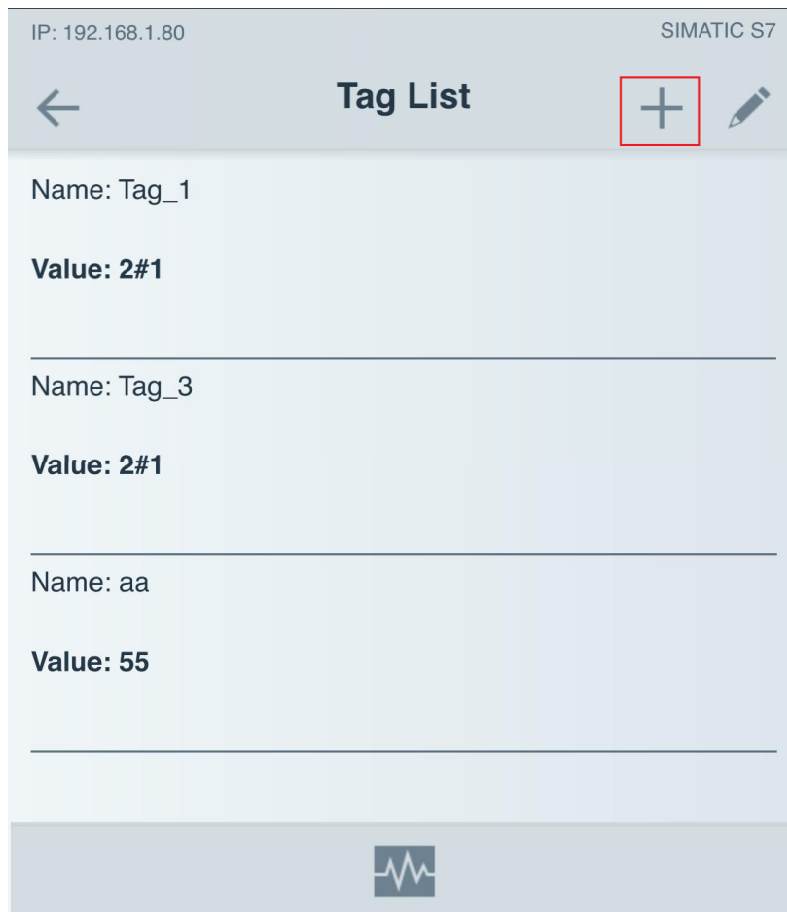 IP: 192.168.1.80
SIMATIC S7
Tag List
Name: Tag_1
Value: 2#1
Name: Tag_3
Value: 2#1
Name: aa
Value: 55